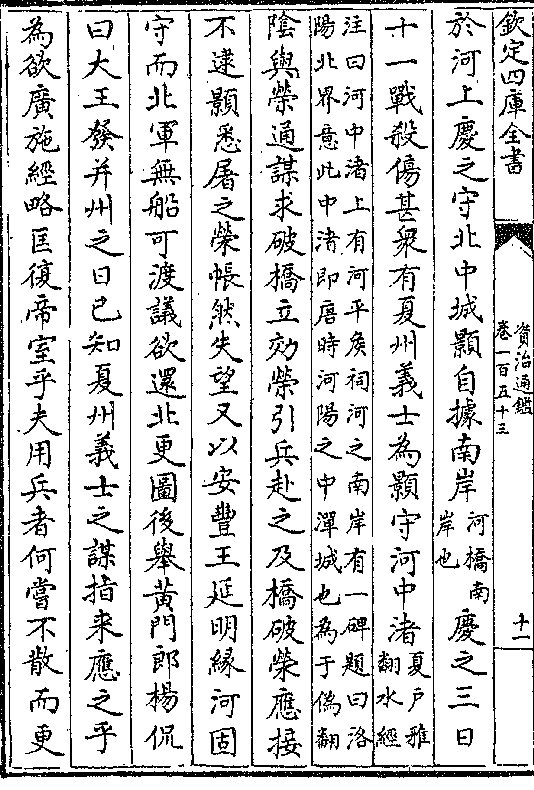 欽定四庫全書
資治通鑑
卷一百五十三
十一
於河上慶之守北中城顥自據南岸河橋南岸也慶之三日
十一戰殺傷甚衆有夏州義士為顥守河中渚夏戶雅翻水經
注曰河中渚上有河平侯祠河之南岸有一碑題曰洛
陽北界意此中渚即唐時河陽之中潬城也為于偽翻
陰與榮通謀求破橋立効榮引兵赴之及橋破榮應接
不逮顥悉屠之榮悵然失望又以安豐王延明緣河固
守而北軍無船可渡議欲還北更圖後舉黃門郎楊侃
曰大王發并州之日已知夏州義士之謀指來應之乎
為欲廣施經略匡復帝室乎夫用兵者何嘗不散而更